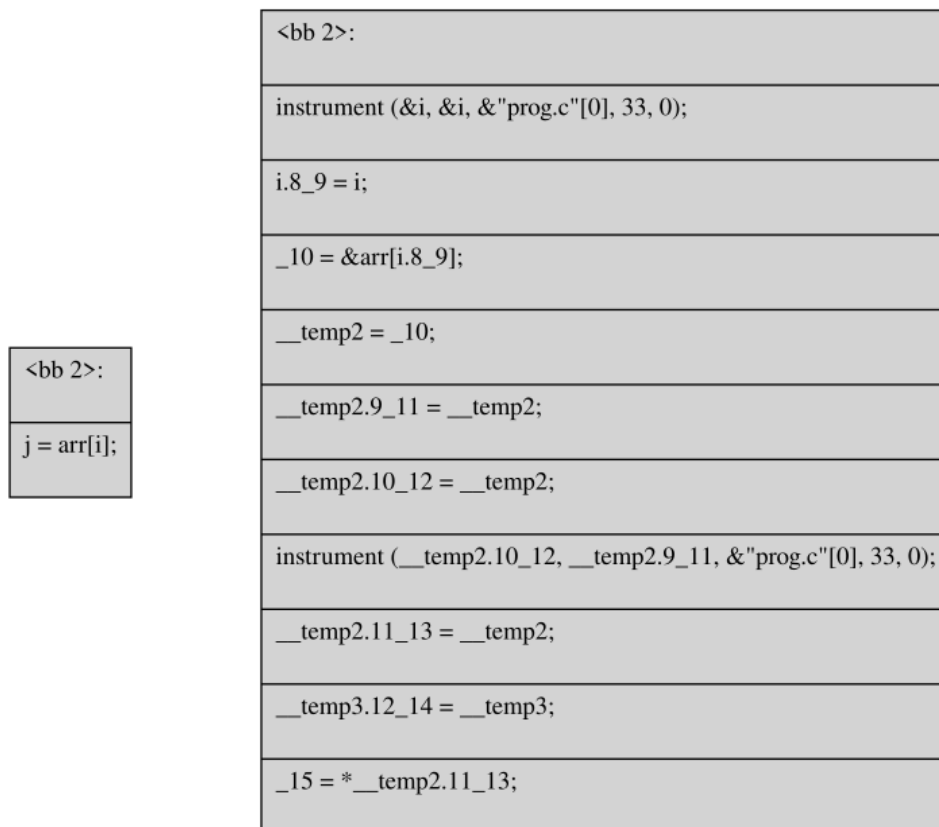 <bb 2>:
j = arr[i];
<bb 2>:
instrument (&i, &i, &"prog.c"[0], 33, 0);
i.8_9 = i;
_10 = &arr[i.8_9];
__temp2 = _10;
__temp2.9_11 = __temp2;
__temp2.10_12 = __temp2;
instrument (__temp2.10_12, __temp2.9_11, &"prog.c"[0], 33, 0);
__temp2.11_13 = __temp2;
__temp3.12_14 = __temp3;
_15 = *__temp2.11_13;